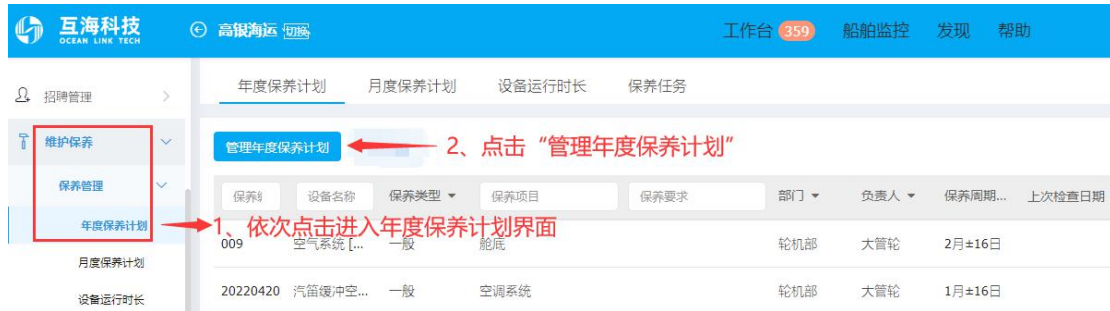 互海科技
OCEAN LINK TECH
高银海运 切换
工作台 359 船舶监控 发现 帮助
招聘管理
年度保养计划 月度保养计划 设备运行时长 保养任务
维护保养
管理年度保养计划 2、点击“管理年度保养计划”
保养管理
设备名称 保养类型 保养项目 保养要求 部门 负责人 保养周期... 上次检查日期
年度保养计划 1、依次点击进入年度保养计划界面
009 空气系统 [... 一般 舱底 轮机部 大管轮 2月±16日
月度保养计划
设备运行时长
20220420 汽笛缓冲空... 一般 空调系统 轮机部 大管轮 1月±16日